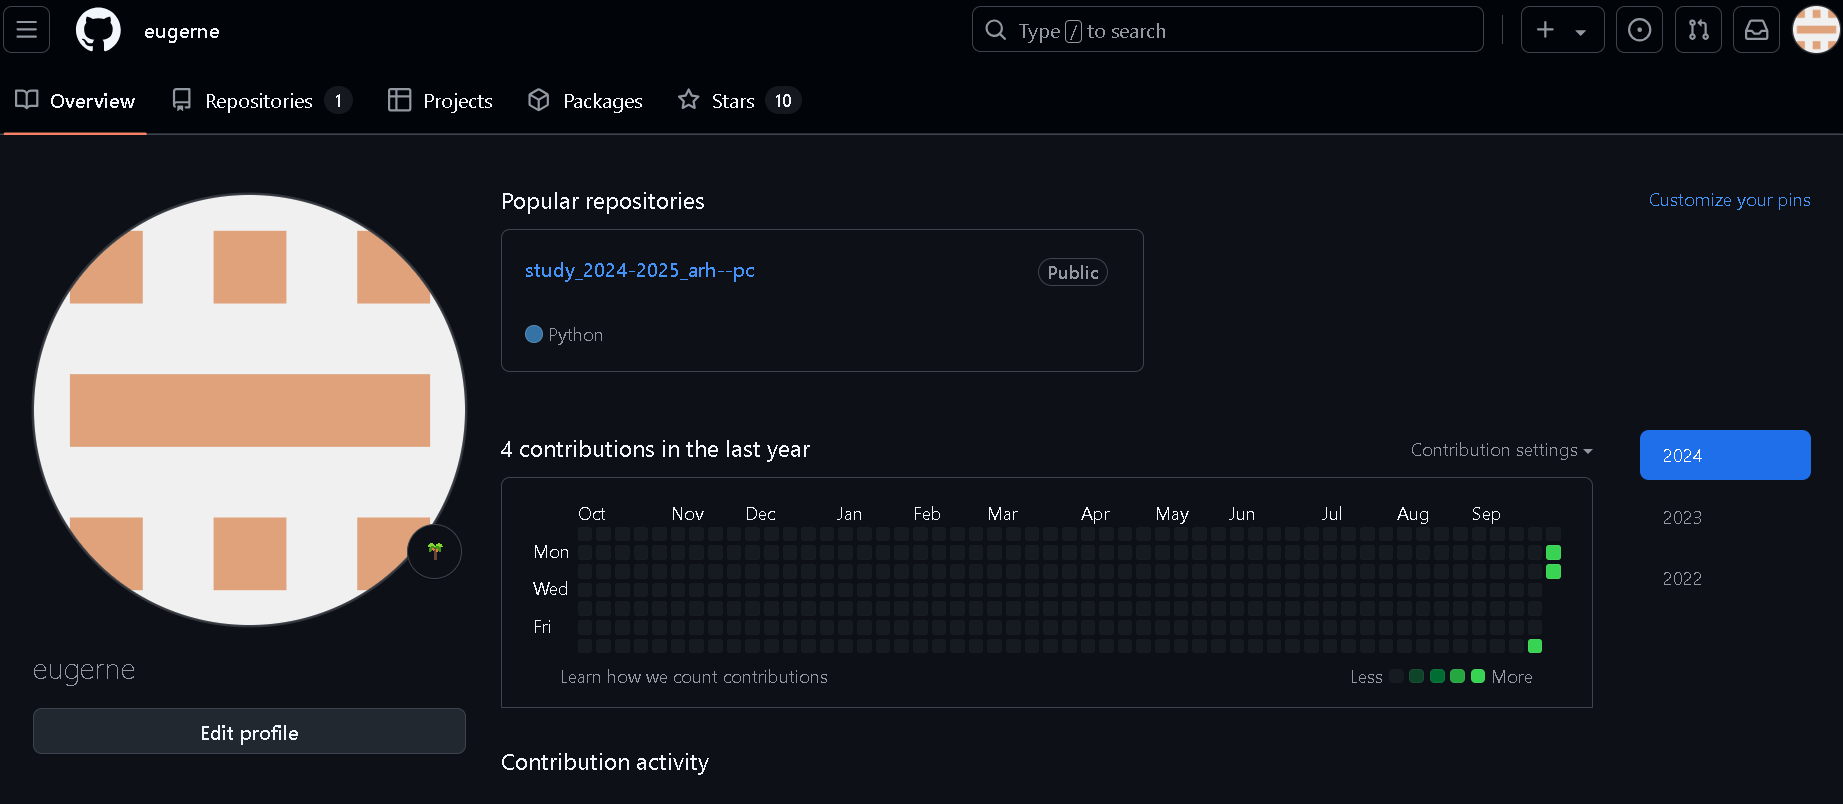 eugerne
Type / to search
Overview
Repositories 1
Projects
Packages
Stars 10
Popular repositories
Customize your pins
study_2024-2025_arh--pc
Public
Python
4 contributions in the last year
Contribution settings
2024
2023
2022
Oct Nov Dec Jan Feb Mar Apr May Jun Jul Aug Sep
Mon
Wed
Fri
Learn how we count contributions
Less More
eugerne
Edit profile
Contribution activity